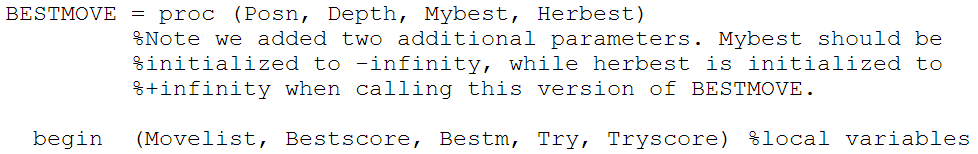 BESTMOVE = proc (Posn, Depth, Mybest, Herbest)
%Note we added two additional parameters. Mybest should be
%initialized to -infinity, while herbest is initialized to
%+infinity when calling this version of BESTMOVE.
begin (Movelist, Bestscore, Bestm, Try, Tryscore) %local variables